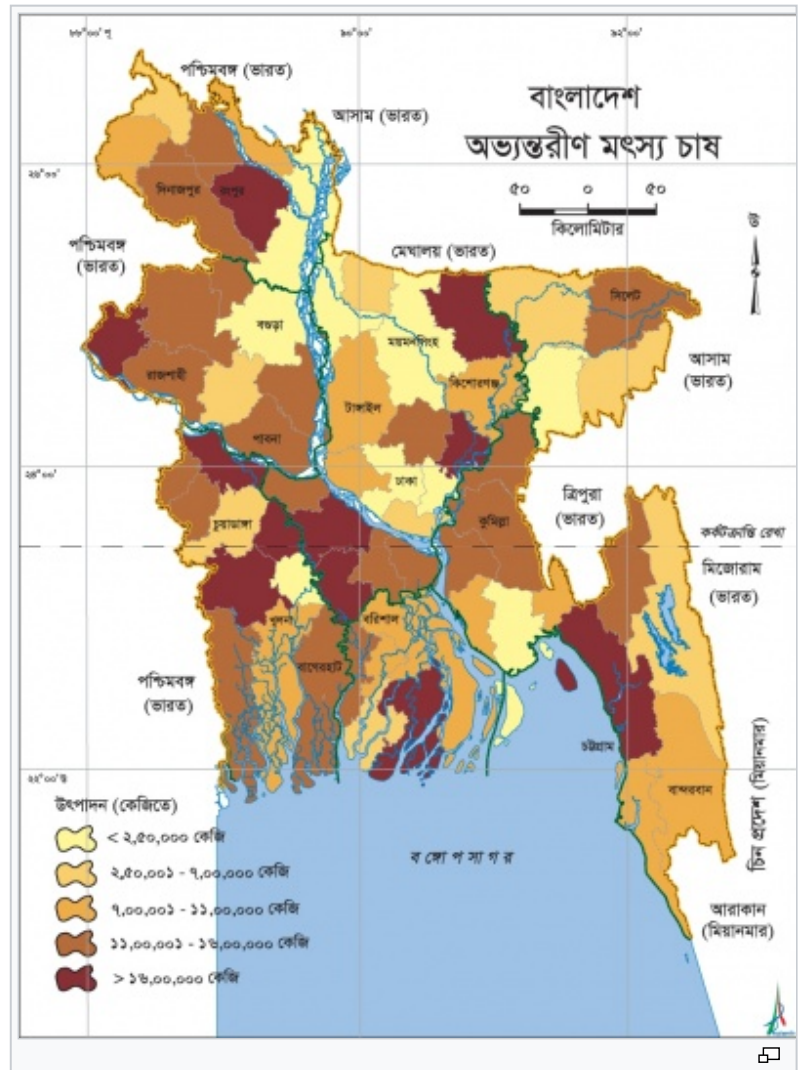 ৮৮°০০' পূ
৯০°০০'
৯২°০০'
পশ্চিমবঙ্গ (ভারত)
আসাম (ভারত)
বাংলাদেশ
অভ্যন্তরীণ মৎস্য চাষ
৫০ ০ ৫০
কিলোমিটার
উ
২৬°০০'
দিনাজপুর
রংপুর
পশ্চিমবঙ্গ
(ভারত)
মেঘালয় (ভারত)
সিলেট
বগুড়া
ময়মনসিংহ
আসাম
(ভারত)
রাজশাহী
কিশোরগঞ্জ
টাঙ্গাইল
পাবনা
২৪°০০'
ঢাকা
ত্রিপুরা
(ভারত)
চুয়াডাঙ্গা
কুমিল্লা
কর্কটক্রান্তি রেখা
মিজোরাম
(ভারত)
খুলনা
বরিশাল
বাগেরহাট
পশ্চিমবঙ্গ
(ভারত)
চট্টগ্রাম
২২°০০'উ
বান্দরবান
চিন প্রদেশ (মিয়ানমার)
উৎপাদন (কেজিতে)
< ২,৫০,০০০ কেজি
২,৫০,০০১ - ৭,০০,০০০ কেজি
৭,০০,০০১ - ১১,০০,০০০ কেজি
১১,০০,০০১ - ১৬,০০,০০০ কেজি
> ১৬,০০,০০০ কেজি
বঙ্গোপসাগর
আরাকান
(মিয়ানমার)